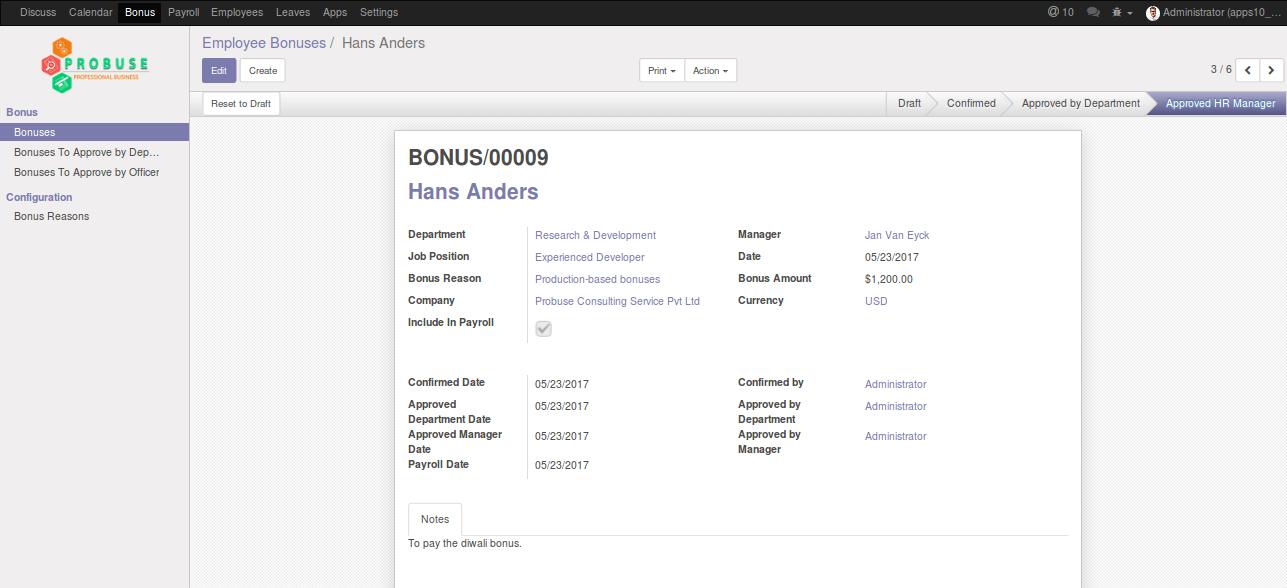 Discuss Calendar Bonus Payroll Employees Leaves Apps Settings @ 10 Administrator (apps10_...
PROBUSE
PROFESSIONAL BUSINESS
Bonus
Bonuses
Bonuses To Approve by Dep...
Bonuses To Approve by Officer
Configuration
Bonus Reasons
Employee Bonuses / Hans Anders
Edit Create Print Action 3 / 6
Reset to Draft Draft Confirmed Approved by Department Approved HR Manager
BONUS/00009
Hans Anders
Department Research & Development Manager Jan Van Eyck
Job Position Experienced Developer Date 05/23/2017
Bonus Reason Production-based bonuses Bonus Amount $1,200.00
Company Probuse Consulting Service Pvt Ltd Currency USD
Include In Payroll
Confirmed Date 05/23/2017 Confirmed by Administrator
Approved 05/23/2017 Approved by Administrator
Department Date Department
Approved Manager 05/23/2017 Approved by Administrator
Date Manager
Payroll Date 05/23/2017
Notes
To pay the diwali bonus.